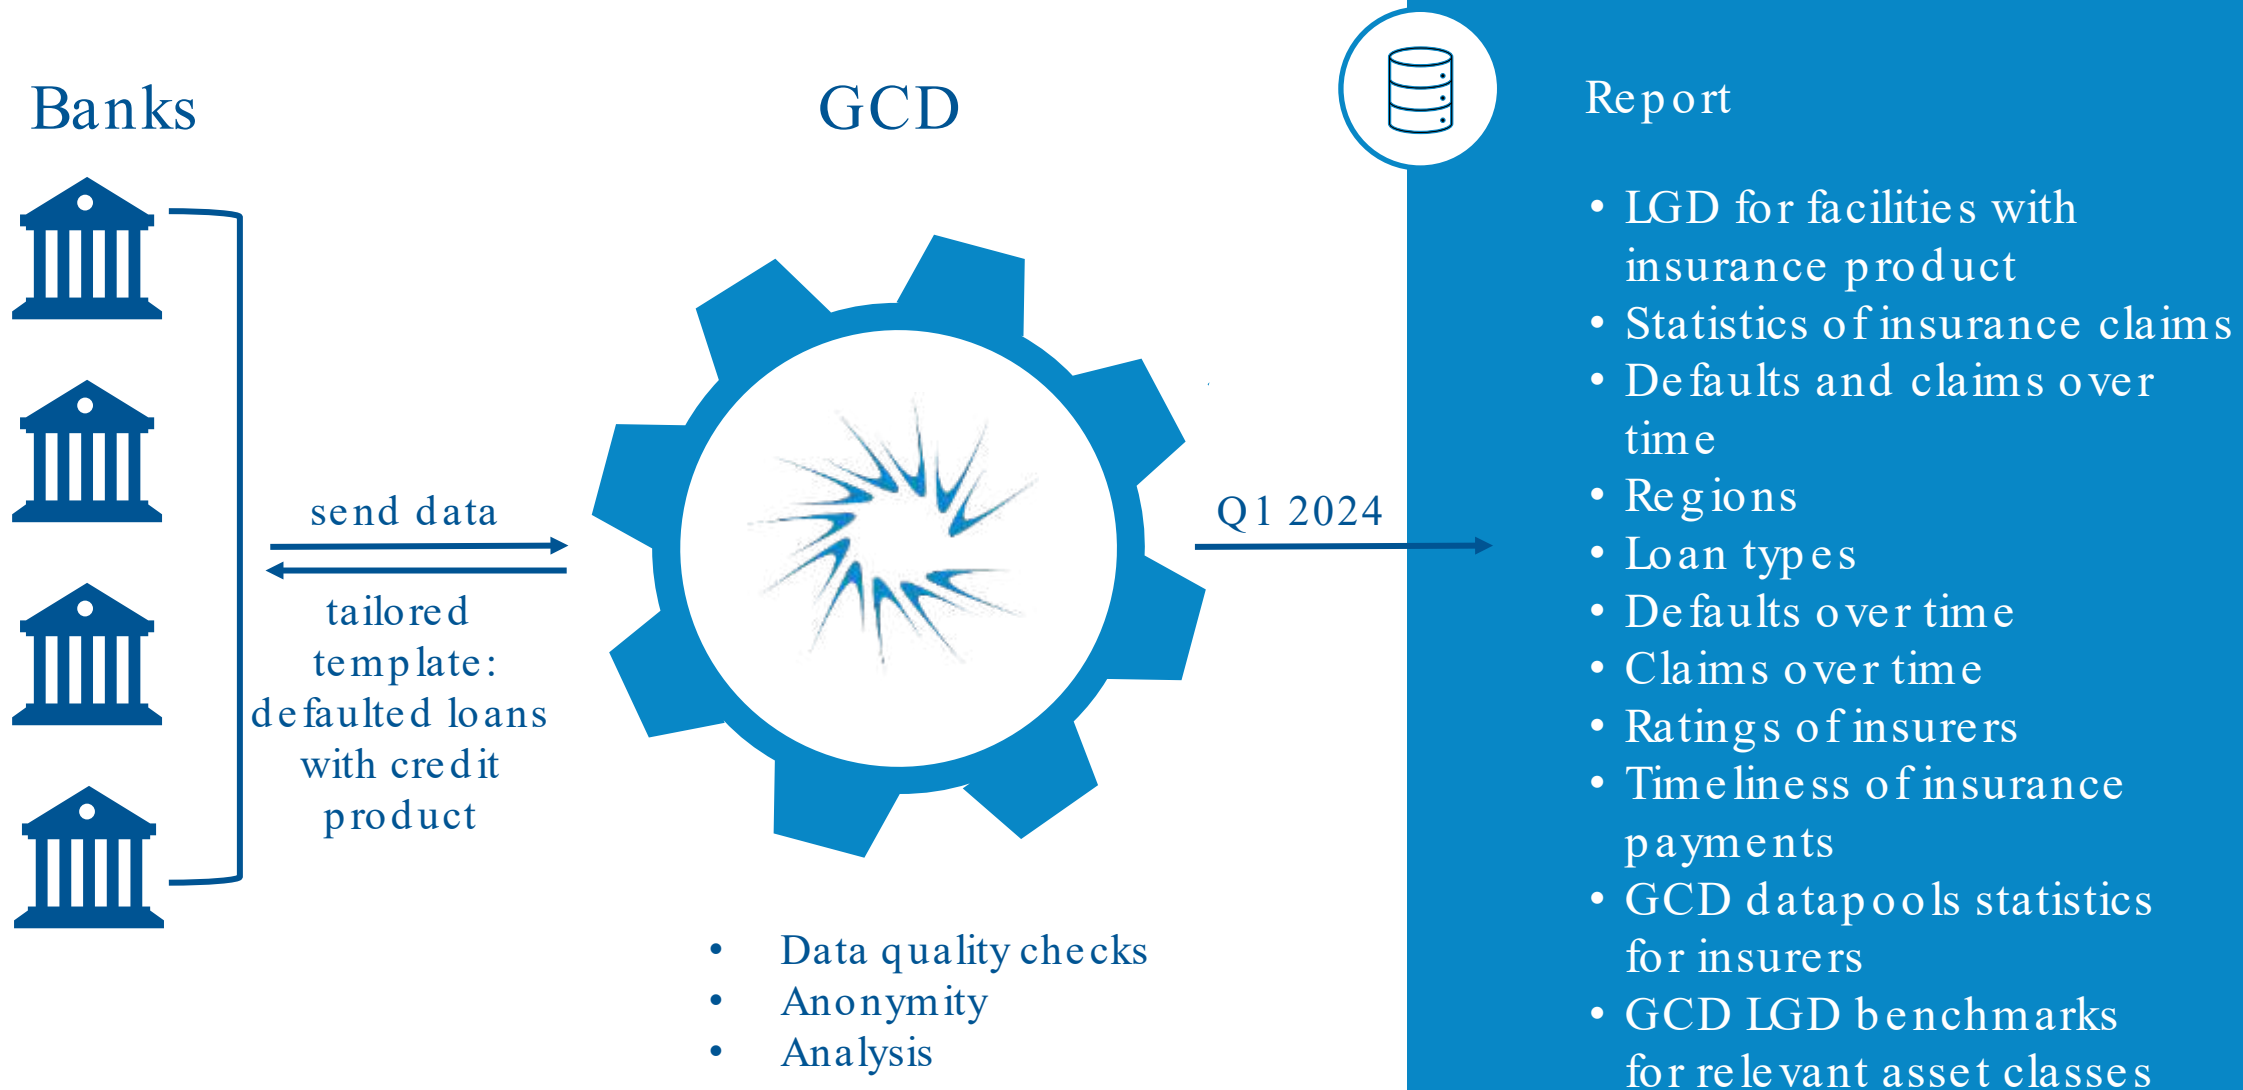 Banks
send data
tailored
template:
defaulted loans
with credit
product
GCD
• Data quality checks
• Anonymity
• Analysis
Q1 2024
Report
• LGD for facilities with
insurance product
• Statistics of insurance claims
• Defaults and claims over
time
• Regions
• Loan types
• Defaults over time
• Claims over time
• Ratings of insurers
• Timeliness of insurance
payments
• GCD datapools statistics
for insurers
• GCD LGD benchmarks
for relevant asset classes